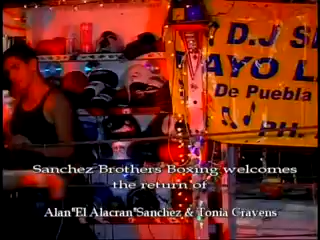 D.J S
AYO L
De Puebla
PH.
Sanchez Brothers Boxing welcomes
the return of
Alan"El Alacran"Sanchez & Tonia Cravens